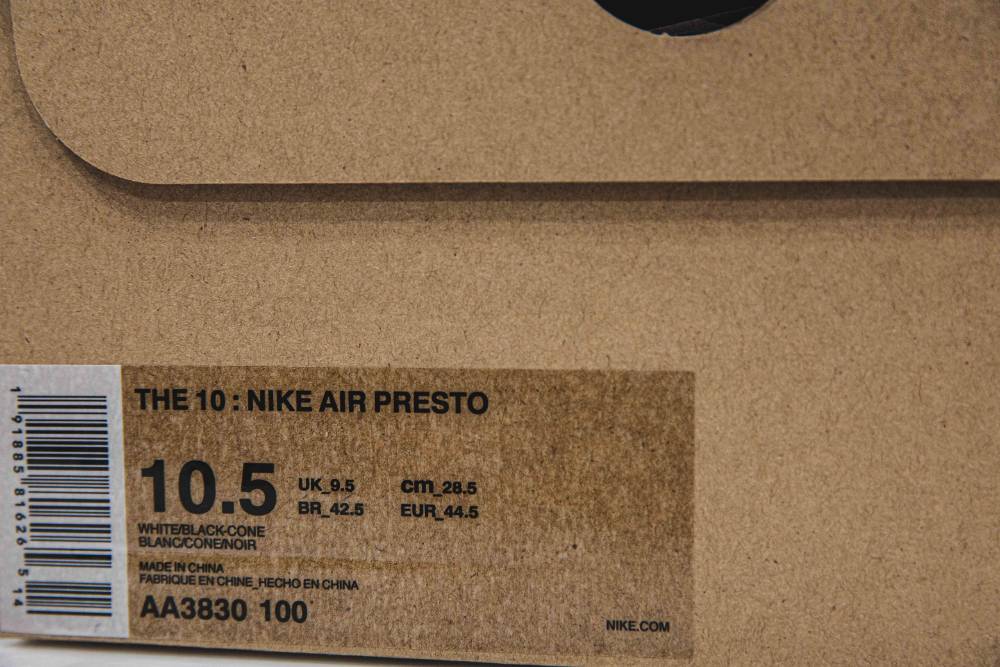 THE 10 : NIKE AIR PRESTO
10.5
UK_9.5 cm_28.5
BR_42.5 EUR_44.5
WHITE/BLACK-CONE
BLANC/CONE/NOIR
MADE IN CHINA
FABRIQUE EN CHINE_HECHO EN CHINA
AA3830 100
NIKE.COM
1 91885 81626 5 14